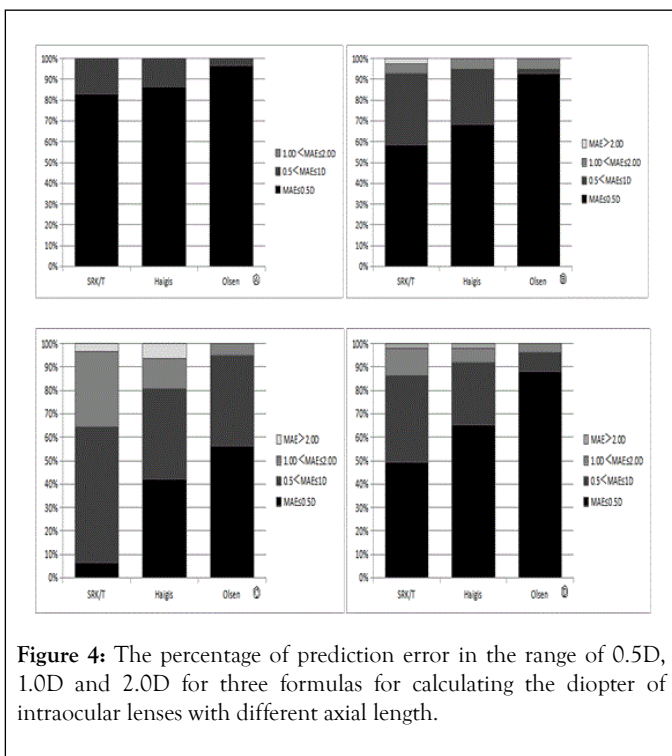 100%
90%
80%
70%
60%
50%
40%
30%
20%
10%
0%
SRK/T Haigis Olsen Ⓐ
1.00<MAE≤2.0D
0.5<MAE≤1D
MAE≤0.5D
100%
90%
80%
70%
60%
50%
40%
30%
20%
10%
0%
SRK/T Haigis Olsen Ⓑ
MAE>2.0D
1.00<MAE≤2.0D
0.5<MAE≤1D
MAE≤0.5D
100%
90%
80%
70%
60%
50%
40%
30%
20%
10%
0%
SRK/T Haigis Olsen
MAE>2.0D
1.00<MAE≤2.0D
0.5<MAE≤1D
MAE≤0.5D
100%
90%
80%
70%
60%
50%
40%
30%
20%
10%
0%
SRK/T Haigis Olsen
MAE>2.0D
1.00<MAE≤2.0D
0.5<MAE≤1D
MAE≤0.5D
Figure 4: The percentage of prediction error in the range of 0.5D,
1.0D and 2.0D for three formulas for calculating the diopter of
intraocular lenses with different axial length.